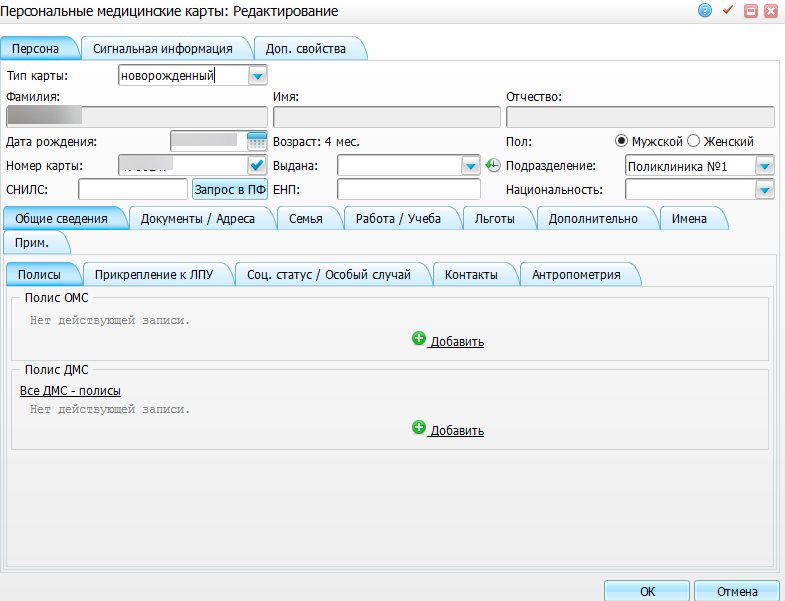 Персональные медицинские карты: Редактирование
Персона Сигнальная информация Доп. свойства
Тип карты: новорожденный
Фамилия: Имя: Отчество:
Дата рождения: Возраст: 4 мес. Пол: Мужской Женский
Номер карты: Выдана: Подразделение: Поликлиника №1
СНИЛС: Запрос в ПФ ЕНП: Национальность:
Общие сведения Документы / Адреса Семья Работа / Учеба Льготы Дополнительно Имена
Прим.
Полисы Прикрепление к ЛПУ Соц. статус / Особый случай Контакты Антропометрия
Полис ОМС
Нет действующей записи.
Добавить
Полис ДМС
Все ДМС - полисы
Нет действующей записи.
Добавить
ОК Отмена